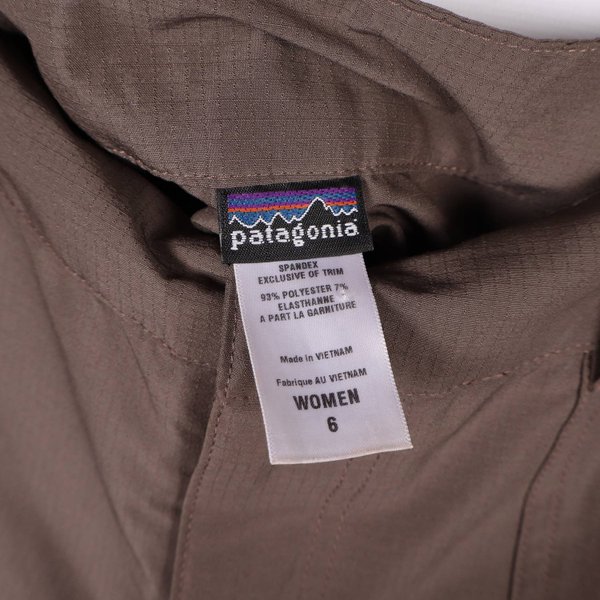 patagonia
SPANDEX
EXCLUSIVE OF TRIM
93% POLYESTER 7%
ELASTHANNE
A PART LA GARNITURE
Made in VIETNAM
Fabrique AU VIETNAM
WOMEN
6